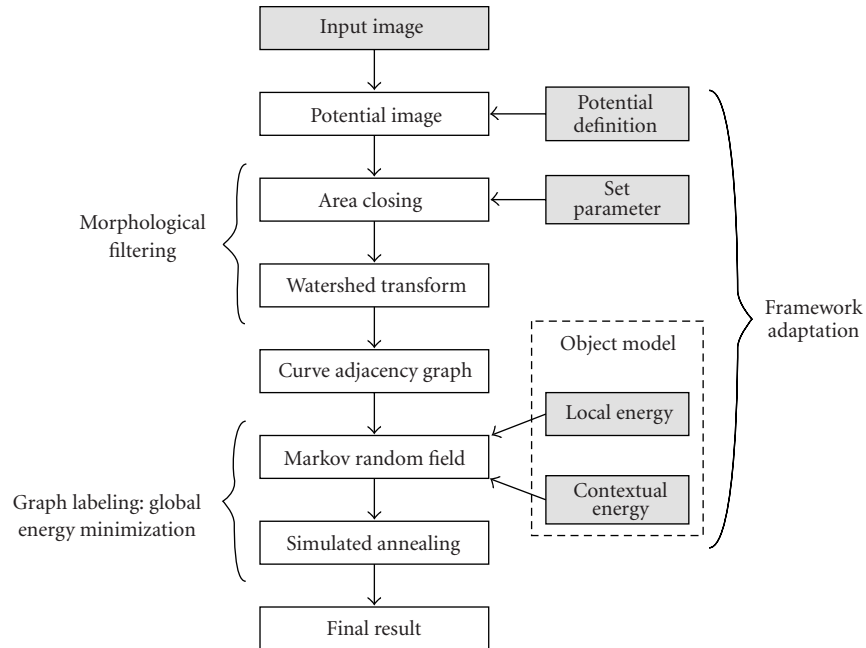 Input image
Potential image
Potential
definition
Area closing
Set
parameter
Morphological
filtering
Watershed transform
Framework
adaptation
Object model
Curve adjacency graph
Local energy
Markov random field
Graph labeling: global
energy minimization
Contextual
energy
Simulated annealing
Final result